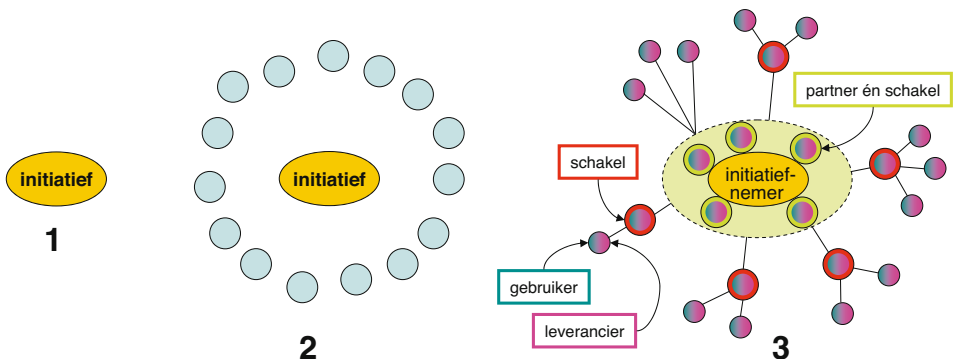 initiatief
1
initiatief
2
partner én schakel
schakel
initiatief-
nemer
gebruiker
leverancier
3